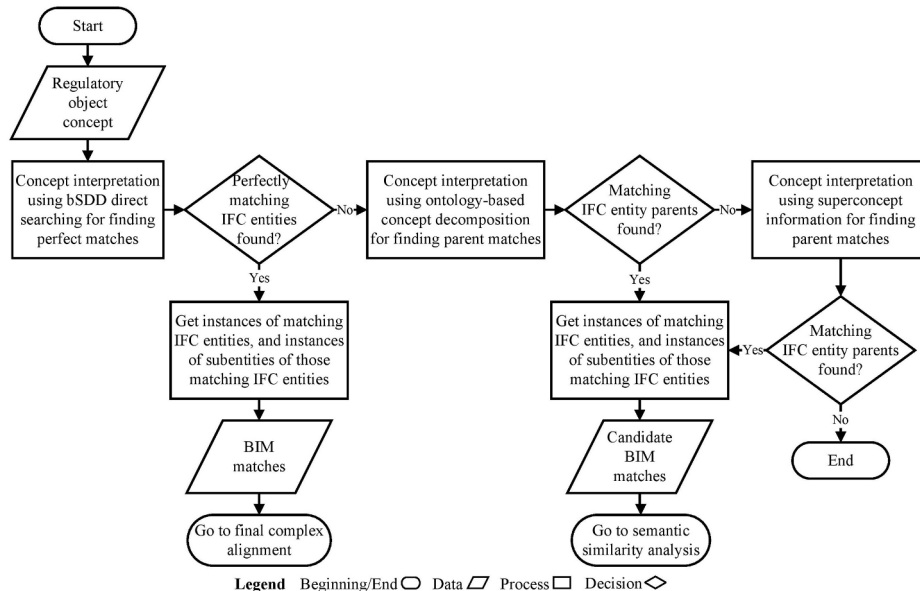 Start
Regulatory
object
concept
Concept interpretation
using bSDD direct
searching for finding
perfect matches
Perfectly
matching
IFC entities
found?
No
Concept interpretation
using ontology-based
concept decomposition
for finding parent matches
Matching
IFC entity parents
found?
No
Concept interpretation
using superconcept
information for finding
parent matches
Yes
Yes
Get instances of matching
IFC entities, and instances
of subentities of those
matching IFC entities
Get instances of matching
IFC entities, and instances
of subentities of those
matching IFC entities
Yes
Matching
IFC entity parents
found?
No
BIM
matches
Candidate
BIM
matches
End
Go to final complex
alignment
Go to semantic
similarity analysis
Legend Beginning/End Data Process Decision